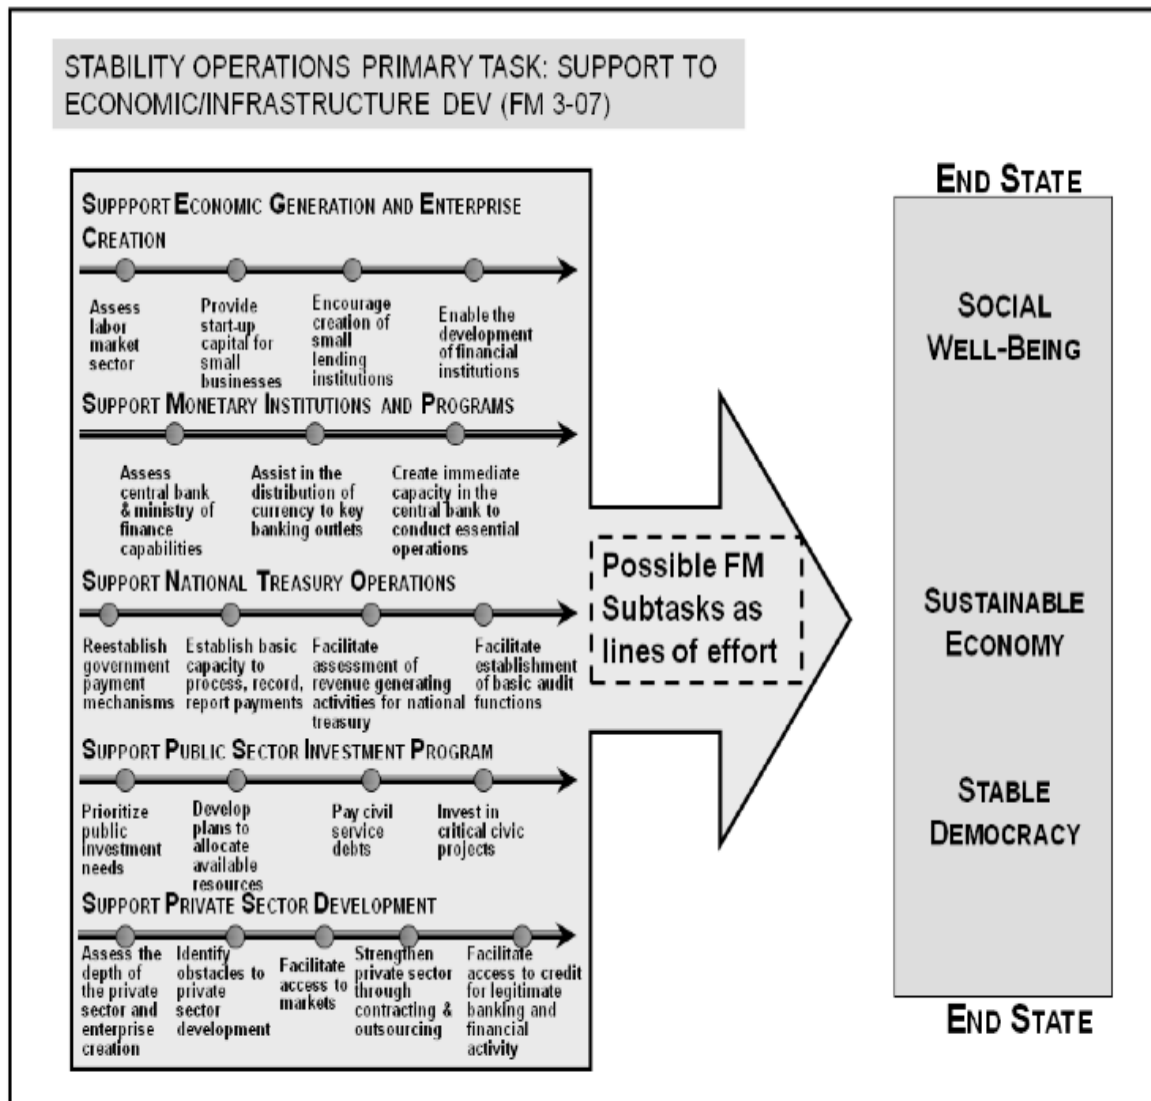 STABILITY OPERATIONS PRIMARY TASK: SUPPORT TO
ECONOMIC/INFRASTRUCTURE DEV (FM 3-07)
SUPPPORT ECONOMIC GENERATION AND ENTERPRISE
CREATION
Assess
labor
market
sector
Provide
start-up
capital for
small
businesses
Encourage
creation of
small
lending
institutions
Enable the
development
of financial
institutions
SUPPORT MONETARY INSTITUTIONS AND PROGRAMS
Assess
central bank
& ministry of
finance
capabilities
Assist in the
distribution of
currency to key
banking outlets
Create immediate
capacity in the
central bank to
conduct essential
operations
SUPPORT NATIONAL TREASURY OPERATIONS
Reestablish
government
payment
mechanisms
Establish basic
capacity to
process, record,
report payments
Facilitate
assessment of
revenue generating
activities for national
treasury
Facilitate
establishment
of basic audit
functions
SUPPORT PUBLIC SECTOR INVESTMENT PROGRAM
Prioritize
public
investment
needs
Develop
plans to
allocate
available
resources
Pay civil
service
debts
Invest in
critical civic
projects
SUPPORT PRIVATE SECTOR DEVELOPMENT
Assess the
depth of
the private
sector and
enterprise
creation
Identify
obstacles to
private
sector
development
Facilitate
access to
markets
Strengthen
private sector
through
contracting &
outsourcing
Facilitate
access to credit
for legitimate
banking and
financial
activity
Possible FM
Subtasks as
lines of effort
END STATE
SOCIAL
WELL-BEING
SUSTAINABLE
ECONOMY
STABLE
DEMOCRACY
END STATE